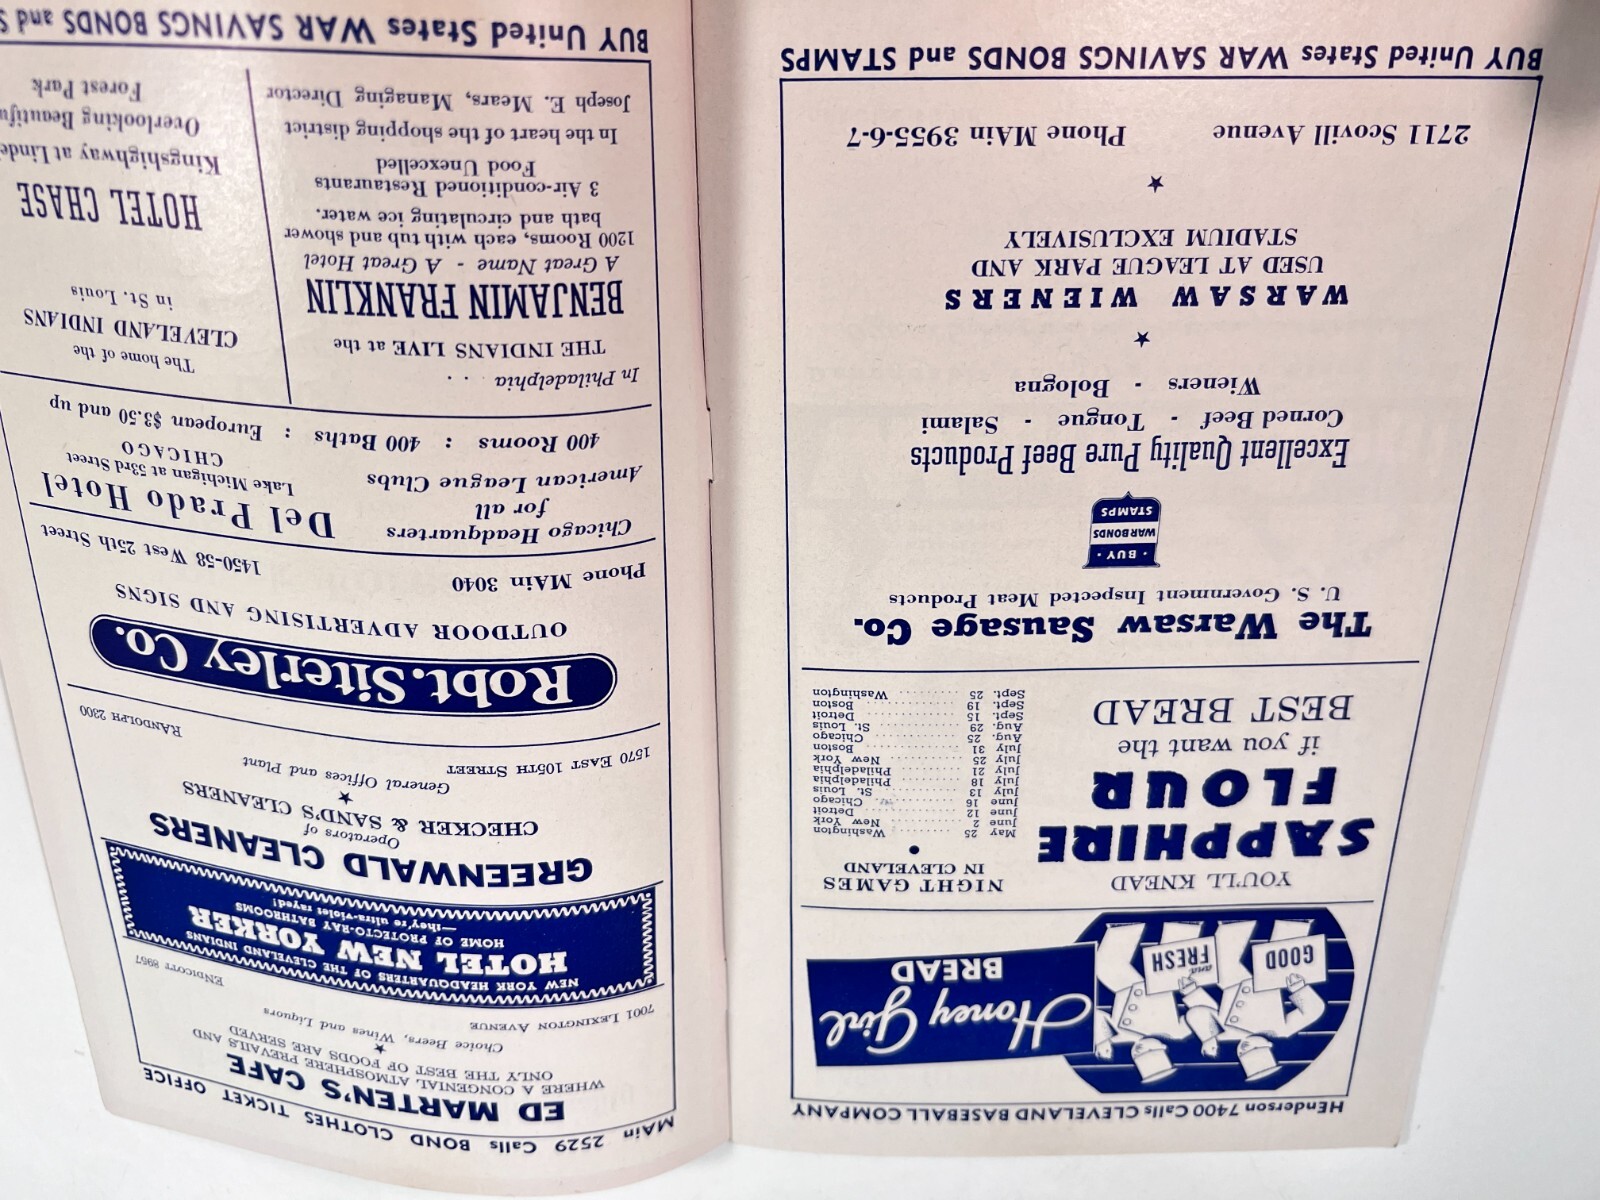 HEnderson 7400 Calls CLEVELAND BASEBALL COMPANY
GOOD
and
FRESH
Honey Girl
BREAD
YOU'LL KNEAD
SAPPHIRE
FLOUR
if you want the
BEST BREAD
NIGHT GAMES
IN CLEVELAND
May 25 ........ Washington
June 2 ........ New York
June 12 ........ Detroit
June 16 ........ Chicago
July 13 ........ St. Louis
July 18 ........ Philadelphia
July 21 ........ Philadelphia
July 25 ........ New York
July 31 ........ Boston
Aug. 25 ........ Chicago
Aug. 29 ........ St. Louis
Sept. 15 ........ Detroit
Sept. 19 ........ Boston
Sept. 25 ........ Washington
The Warsaw Sausage Co.
U. S. Government Inspected Meat Products
· BUY ·
WAR BONDS
STAMPS
Excellent Quality Pure Beef Products
Corned Beef - Tongue - Salami
Wieners - Bologna
WARSAW WIENERS
USED AT LEAGUE PARK AND
STADIUM EXCLUSIVELY
2711 Scovill Avenue Phone MAin 3955-6-7
BUY United States WAR SAVINGS BONDS and STAMPS
MAin 2529 Calls BOND CLOTHES TICKET OFFICE
ED MARTEN'S CAFE
WHERE A CONGENIAL ATMOSPHERE PREVAILS AND
ONLY THE BEST OF FOODS ARE SERVED
Choice Beers, Wines and Liquors
7001 LEXINGTON AVENUE ENDICOTT 8957
NEW YORK HEADQUARTERS OF THE CLEVELAND INDIANS
HOTEL NEW YORKER
HOME OF PROTECTO-RAY BATHROOMS
—they're ultra-violet rayed!
GREENWALD CLEANERS
Operators of
CHECKER & SAND'S CLEANERS
General Offices and Plant
1570 EAST 105TH STREET RANDOLPH 2300
Robt. Siterley Co.
OUTDOOR ADVERTISING AND SIGNS
Phone MAin 3040 1450-58 West 25th Street
Chicago Headquarters
for all
American League Clubs
Del Prado Hotel
Lake Michigan at 53rd Street
CHICAGO
400 Rooms : 400 Baths : European $3.50 and up
In Philadelphia . . .
THE INDIANS LIVE at the
BENJAMIN FRANKLIN
A Great Name - A Great Hotel
1200 Rooms, each with tub and shower
bath and circulating ice water.
3 Air-conditioned Restaurants
Food Unexcelled
In the heart of the shopping district
Joseph E. Mears, Managing Director
The home of the
CLEVELAND INDIANS
in St. Louis
HOTEL CHASE
Kingshighway at
Overlooking
Forest Park
BUY United States WAR SAVINGS BONDS and